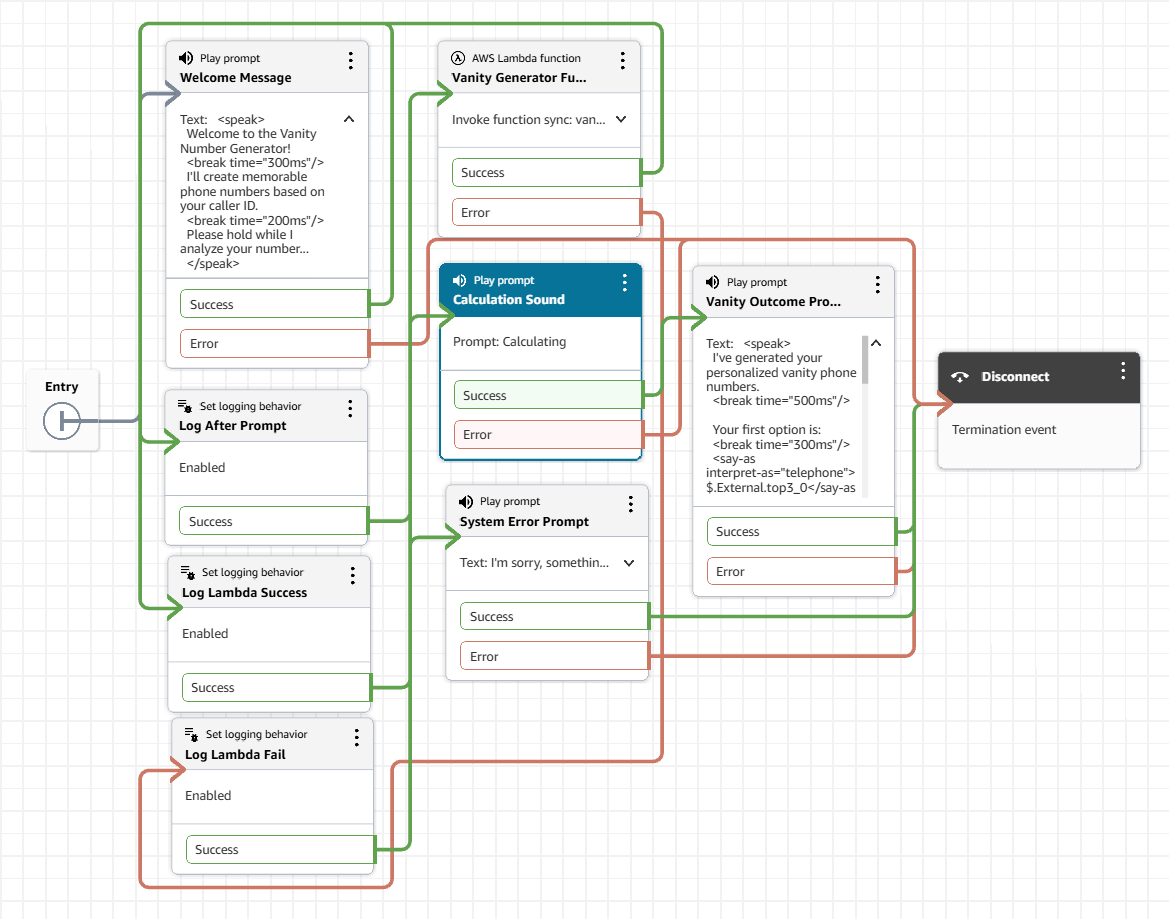 Entry
Play prompt
Welcome Message
Text:   <speak>
Welcome to the Vanity
Number Generator!
<break time="300ms"/>
I'll create memorable
phone numbers based on
your caller ID.
<break time="200ms"/>
Please hold while I
analyze your number...
</speak>
Success
Error
Set logging behavior
Log After Prompt
Enabled
Success
Set logging behavior
Log Lambda Success
Enabled
Success
Set logging behavior
Log Lambda Fail
Enabled
Success
AWS Lambda function
Vanity Generator Fu...
Invoke function sync: van...
Success
Error
Play prompt
Calculation Sound
Prompt: Calculating
Success
Error
Play prompt
System Error Prompt
Text: I'm sorry, somethin...
Success
Error
Play prompt
Vanity Outcome Pro...
Text:   <speak>
I've generated your
personalized vanity phone
numbers.
<break time="500ms"/>
Your first option is:
<break time="300ms"/>
<say-as
interpret-as="telephone">
$.External.top3_0</say-as
Success
Error
Disconnect
Termination event